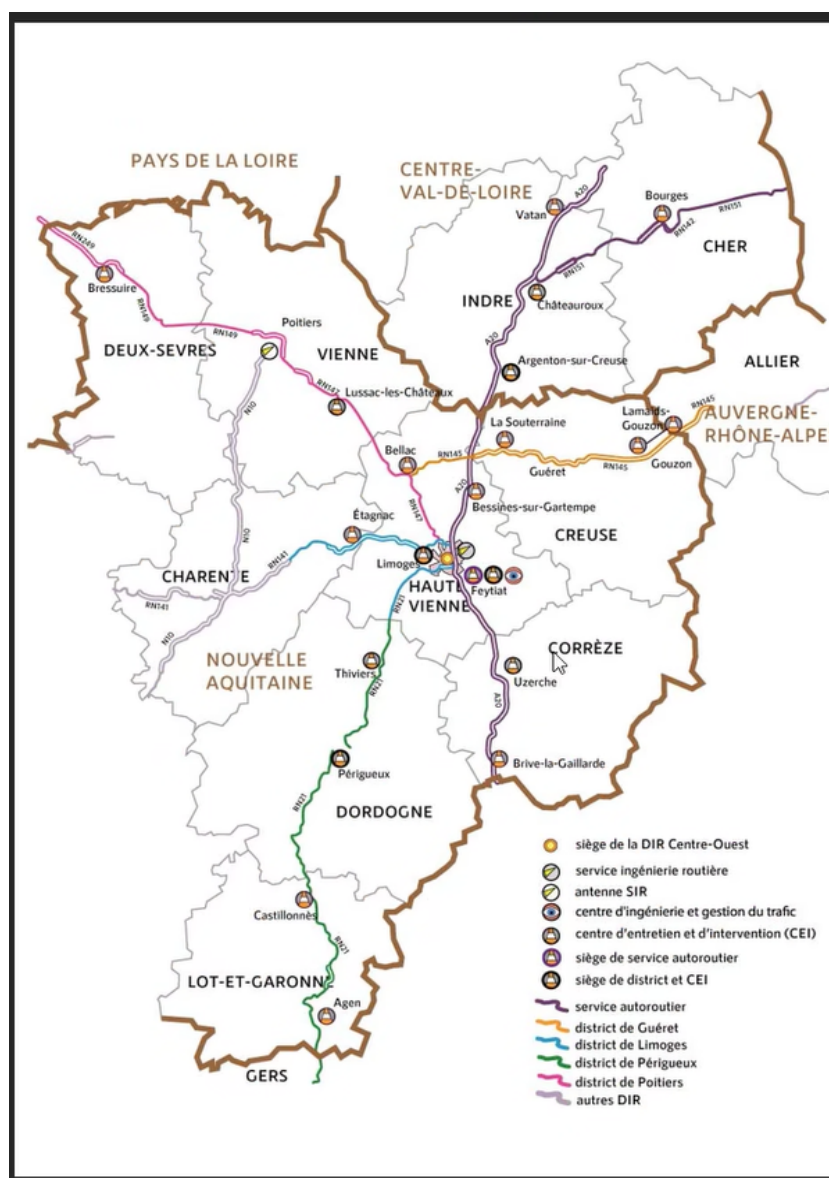 PAYS DE LA LOIRE
CENTRE-
VAL-DE-LOIRE
A20
Vatan
Bourges
RN151
RN142
CHER
RN249
Bressuire
RN149
RN149
Poitiers
DEUX-SEVRES
VIENNE
INDRE
RN151
Châteauroux
A20
Argenton-sur-Creuse
ALLIER
RN147
Lussac-les-Châteaux
N10
La Souterraine
Lamaids-
Gouzon
RN145
AUVERGNE-
RHÔNE-ALPE
Bellac
RN145
Guéret
RN145
Gouzon
A20
Bessines-sur-Gartempe
RN147
Étagnac
CREUSE
N10
RN141
Limoges
CHARENTE
RN141
HAUTE
VIENNE
Feytiat
RN21
N10
CORRÈZE
NOUVELLE
AQUITAINE
Thiviers
RN21
Uzerche
A20
Périgueux
Brive-la-Gaillarde
RN21
DORDOGNE
Castillonnès
RN21
LOT-ET-GARONNE
Agen
GERS
siège de la DIR Centre-Ouest
service ingénierie routière
antenne SIR
centre d'ingénierie et gestion du trafic
centre d'entretien et d'intervention (CEI)
siège de service autoroutier
siège de district et CEI
service autoroutier
district de Guéret
district de Limoges
district de Périgueux
district de Poitiers
autres DIR